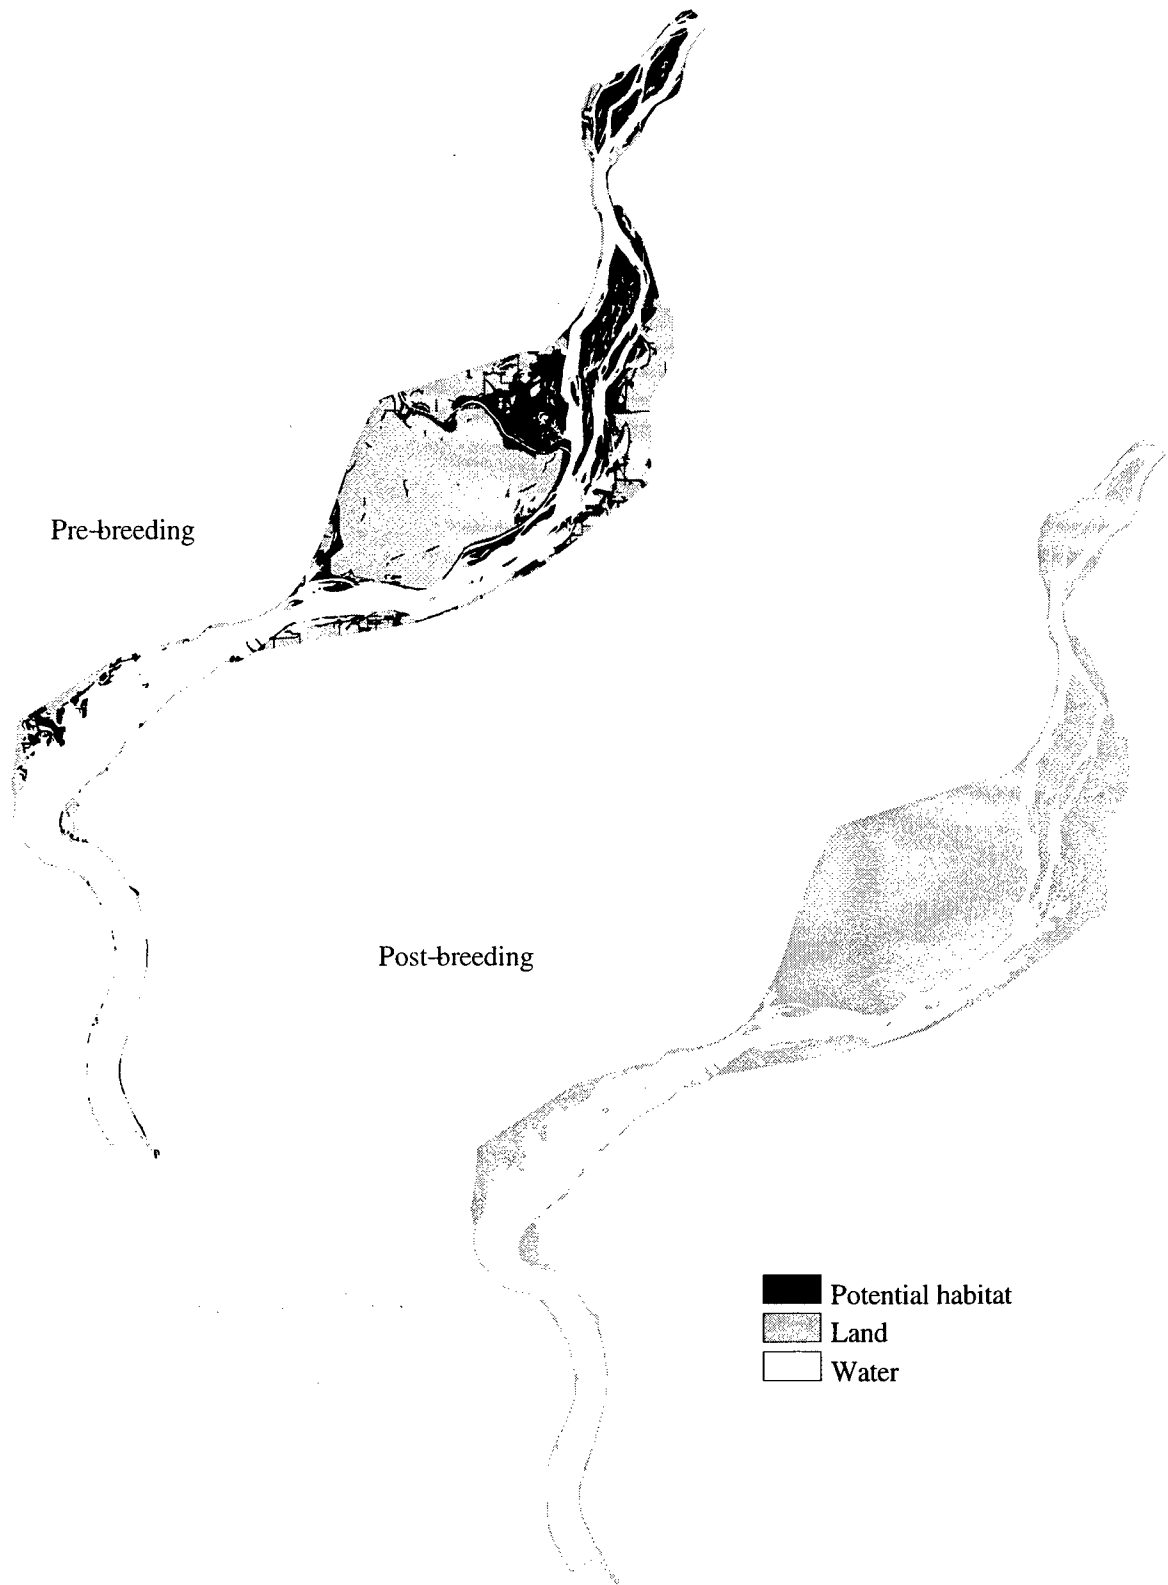 Pre-breeding
Post-breeding
Potential habitat
Land
Water